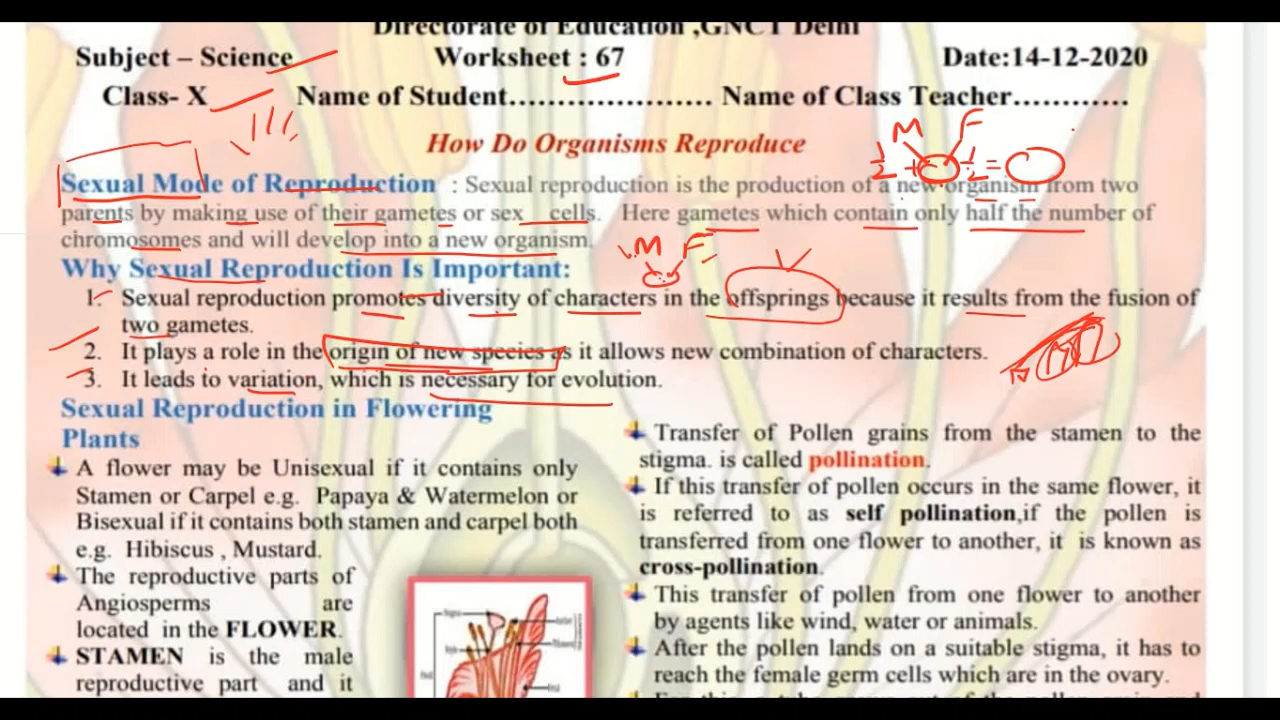 Directorate of Education ,GNCT Delhi
Subject – Science Worksheet : 67 Date:14-12-2020
Class- X Name of Student..................... Name of Class Teacher............
How Do Organisms Reproduce
M F
½ + ½ =
Sexual Mode of Reproduction : Sexual reproduction is the production of a new organism from two
parents by making use of their gametes or sex cells. Here gametes which contain only half the number of
chromosomes and will develop into a new organism.
M F
Why Sexual Reproduction Is Important:
1. Sexual reproduction promotes diversity of characters in the offsprings because it results from the fusion of
two gametes.
2. It plays a role in the origin of new species as it allows new combination of characters.
3. It leads to variation, which is necessary for evolution.
Sexual Reproduction in Flowering
Plants
A flower may be Unisexual if it contains only
Stamen or Carpel e.g. Papaya & Watermelon or
Bisexual if it contains both stamen and carpel both
e.g. Hibiscus , Mustard.
The reproductive parts of
Angiosperms are
located in the FLOWER.
STAMEN is the male
reproductive part and it
Transfer of Pollen grains from the stamen to the
stigma. is called pollination.
If this transfer of pollen occurs in the same flower, it
is referred to as self pollination,if the pollen is
transferred from one flower to another, it is known as
cross-pollination.
This transfer of pollen from one flower to another
by agents like wind, water or animals.
After the pollen lands on a suitable stigma, it has to
reach the female germ cells which are in the ovary.